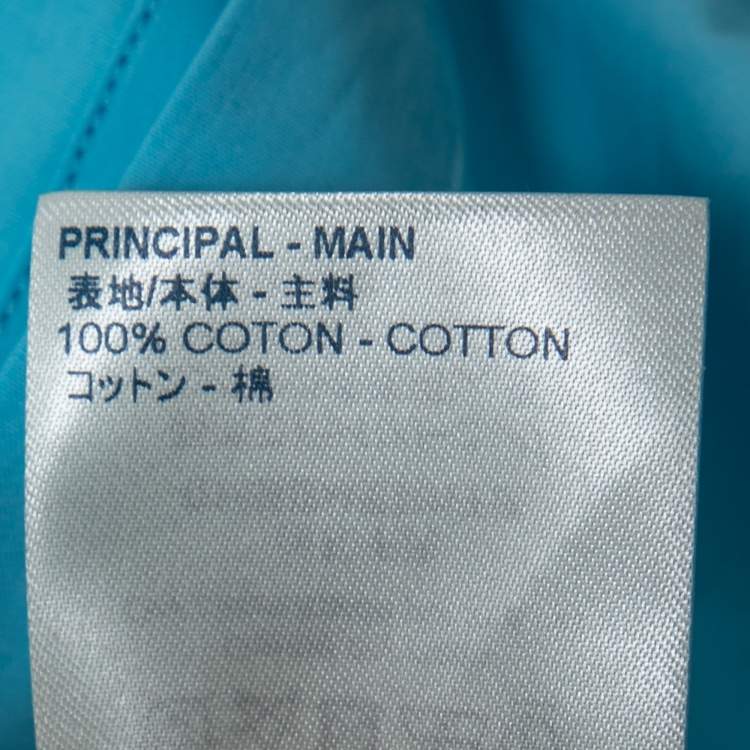 PRINCIPAL - MAIN
表地/本体 - 主料
100% COTON - COTTON
コットン - 棉